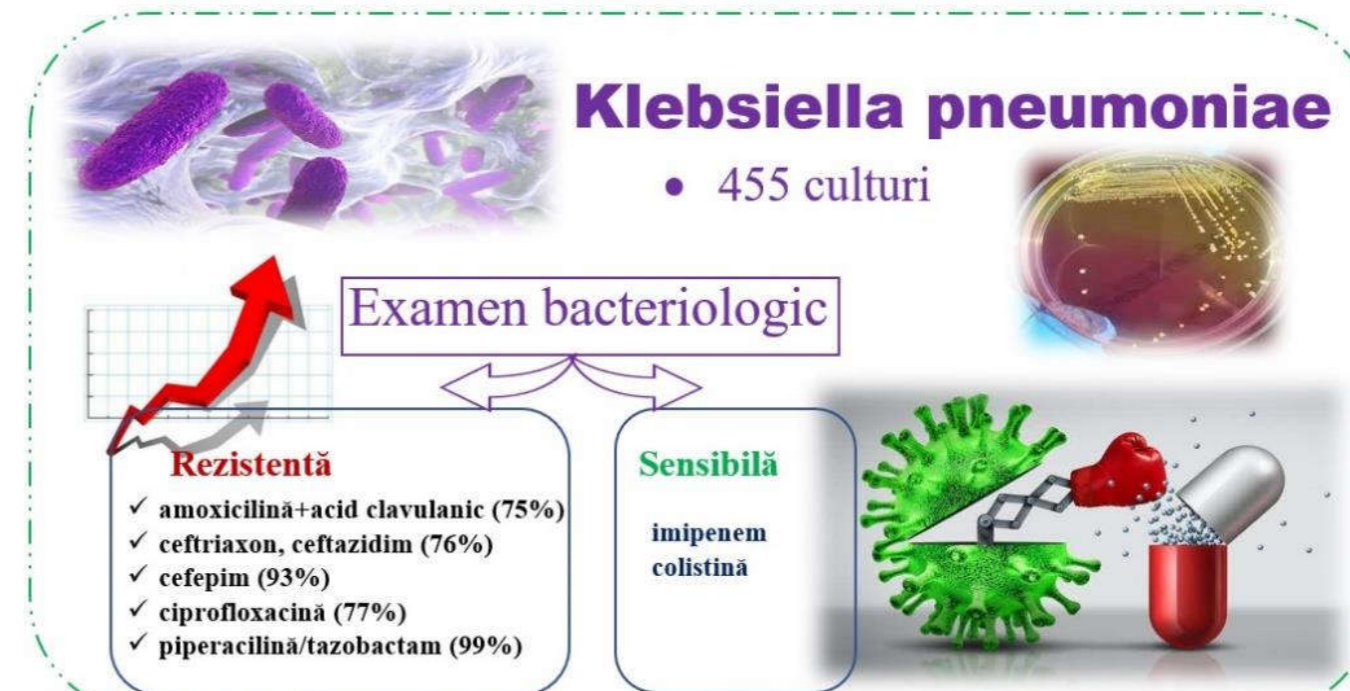 Klebsiella pneumoniae
• 455 culturi
Examen bacteriologic
Rezistentă
✓ amoxicilină+acid clavulanic (75%)
✓ ceftriaxon, ceftazidim (76%)
✓ cefepim (93%)
✓ ciprofloxacină (77%)
✓ piperacilină/tazobactam (99%)
Sensibilă
imipenem
colistină